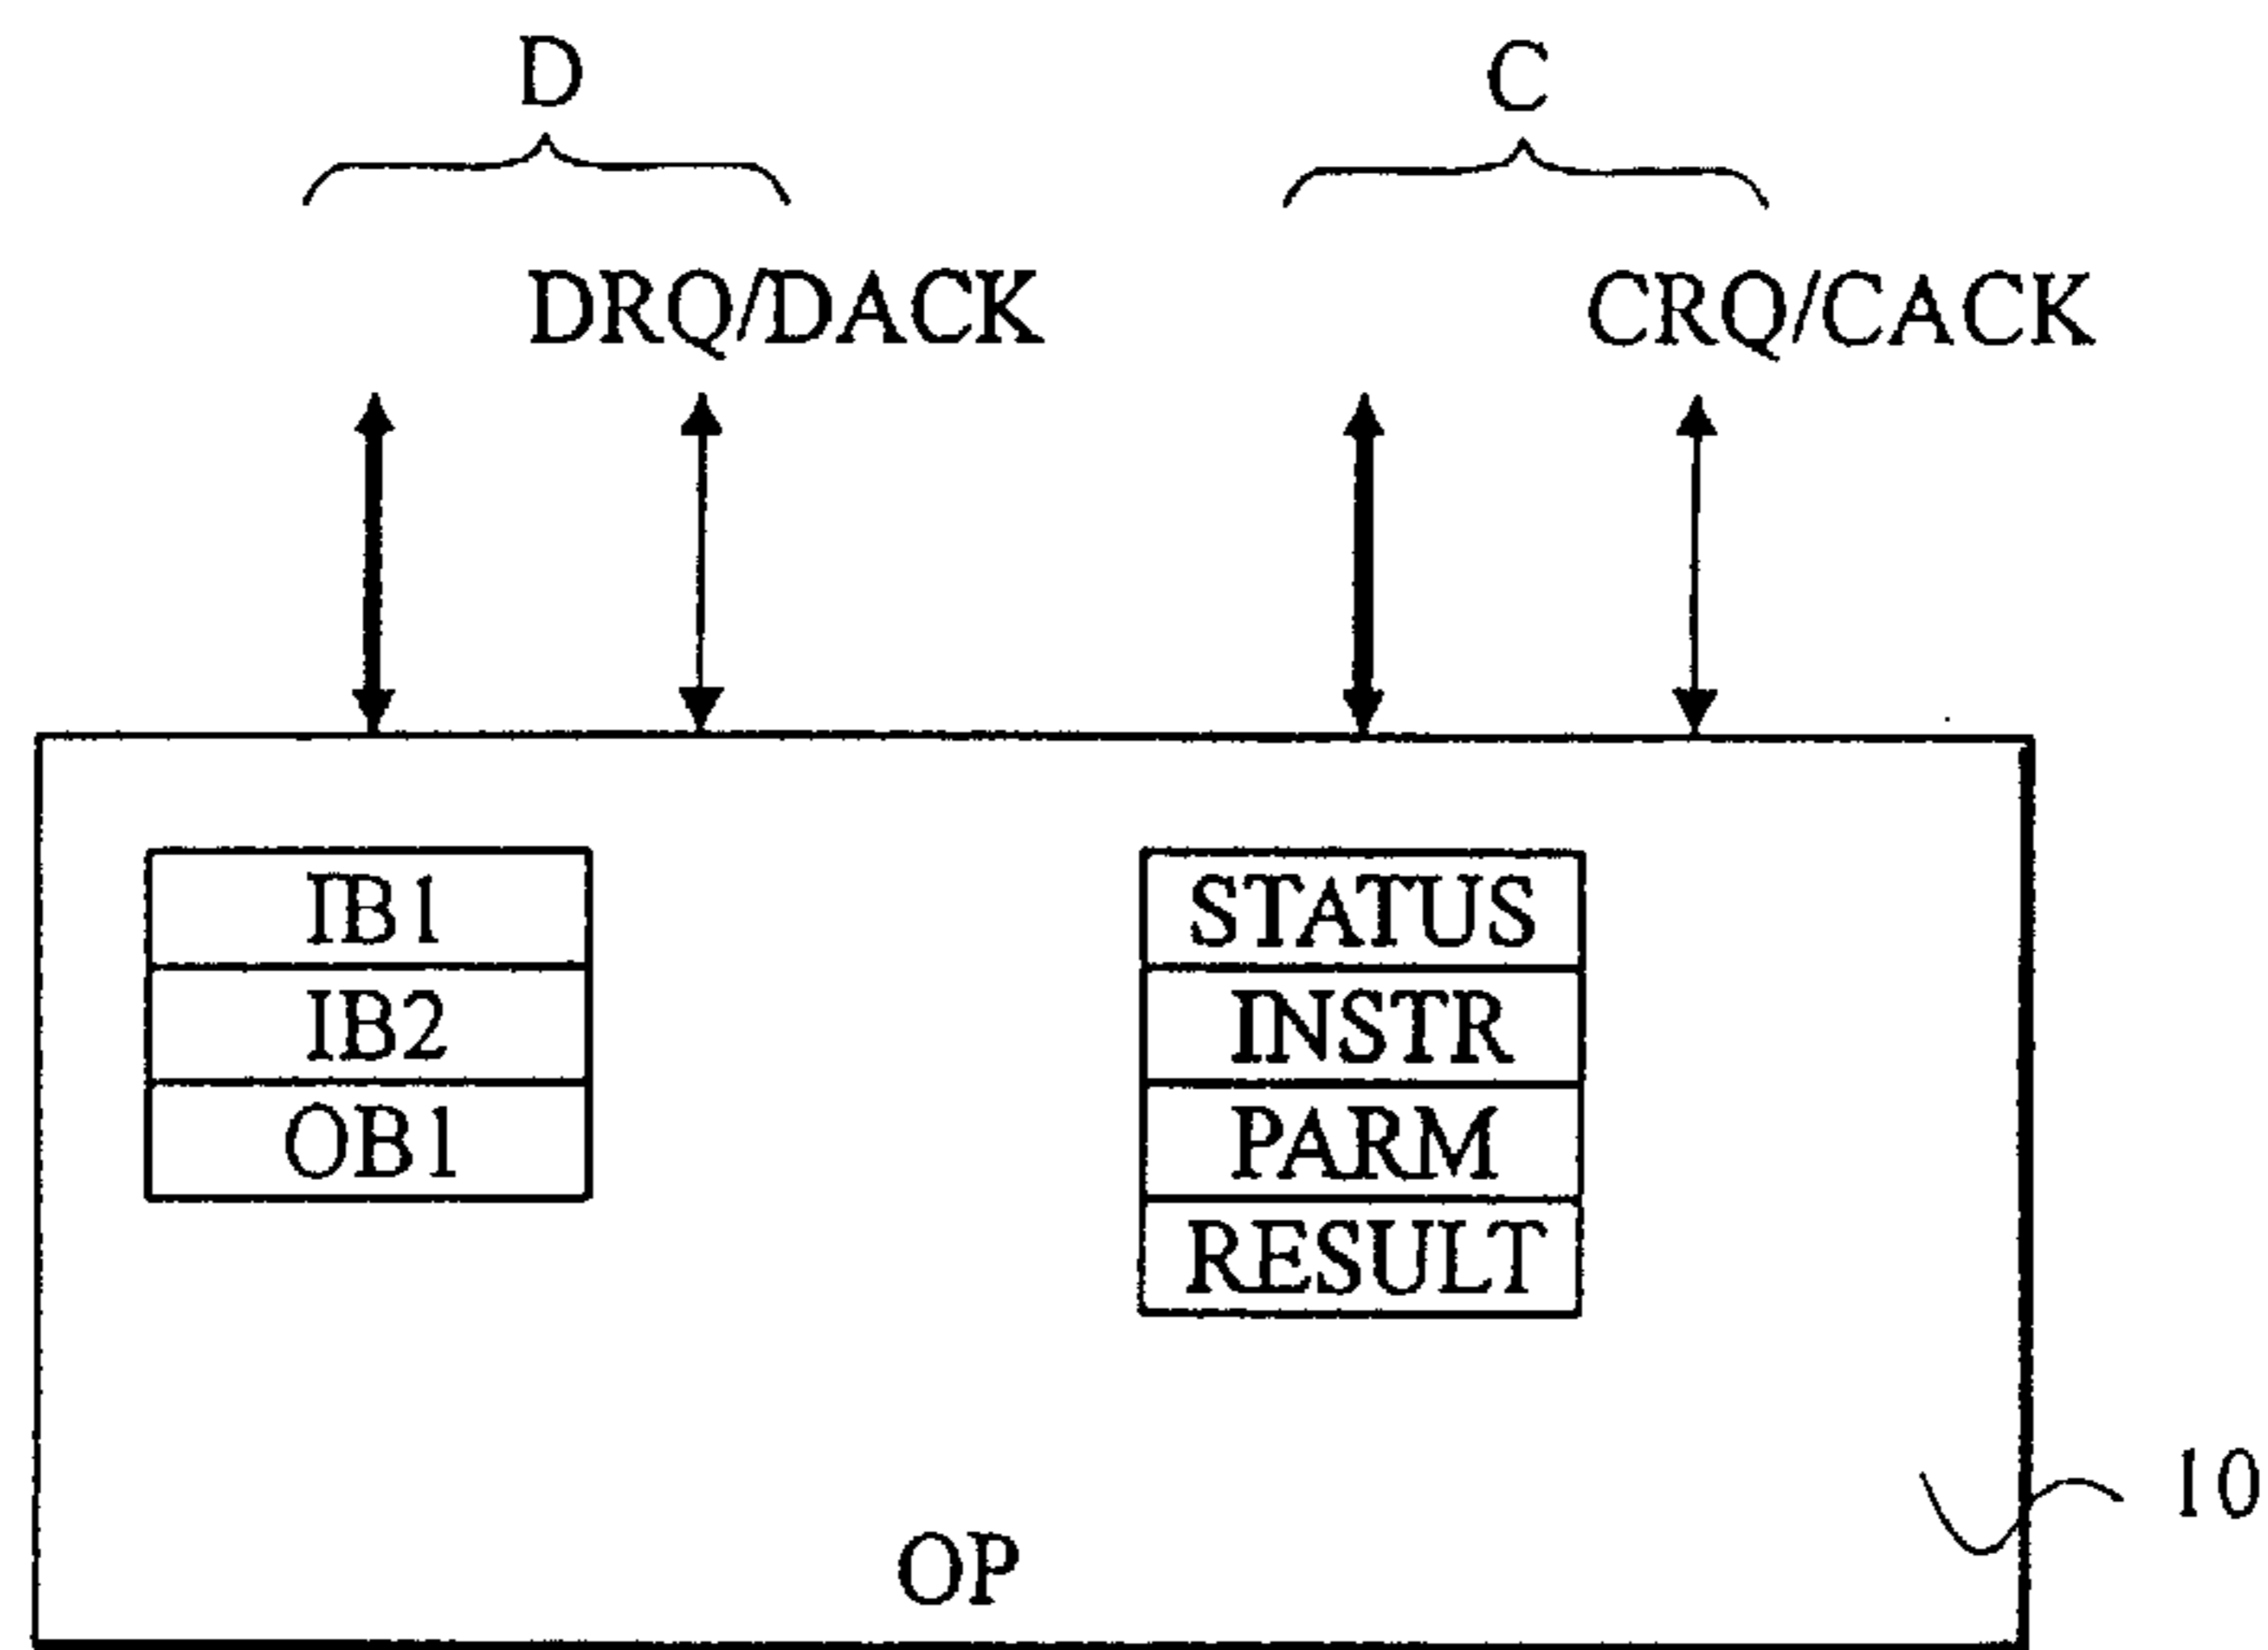 D
C
DRQ/DACK
CRQ/CACK
IB1
IB2
OB1
STATUS
INSTR
PARM
RESULT
10
OP